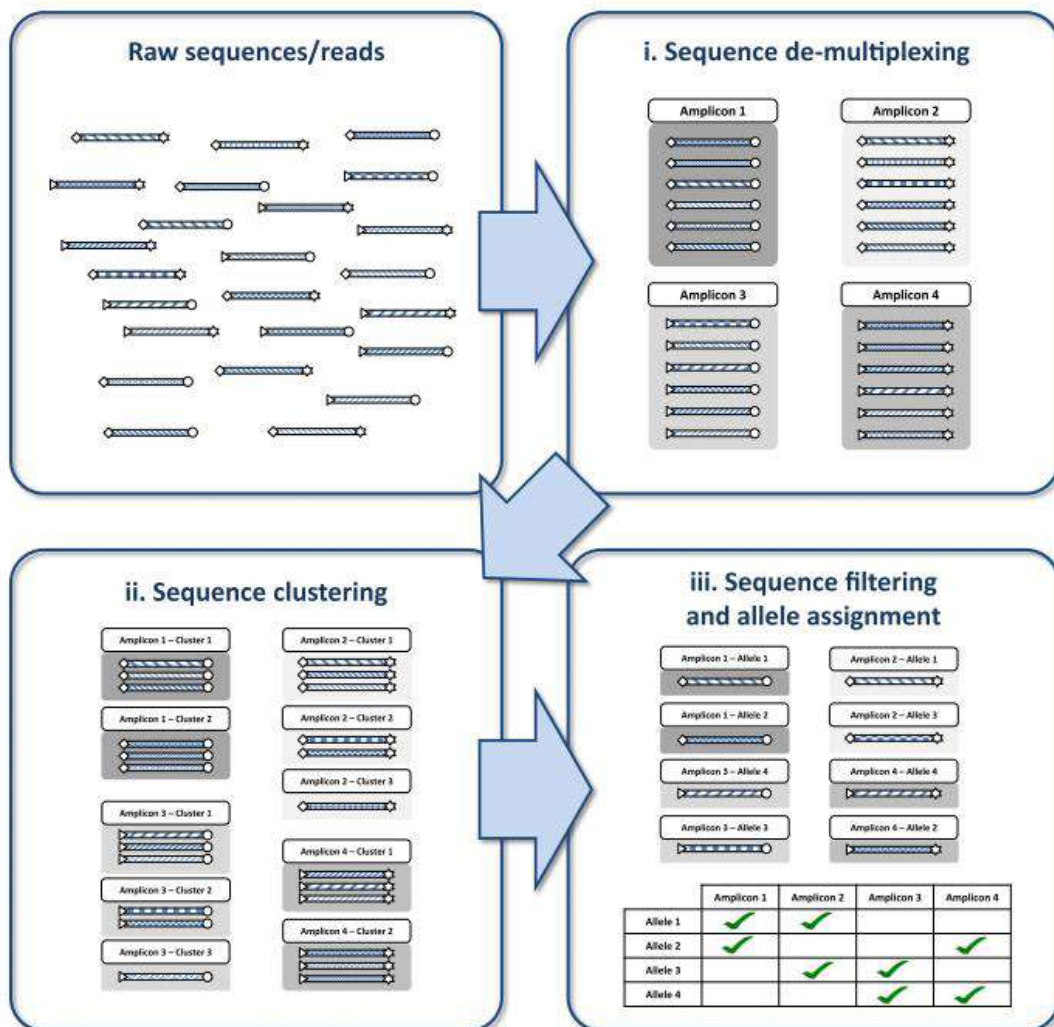 Raw sequences/reads
i. Sequence de-multiplexing
Amplicon 1
Amplicon 2
Amplicon 3
Amplicon 4
ii. Sequence clustering
Amplicon 1 – Cluster 1
Amplicon 2 – Cluster 1
Amplicon 1 – Cluster 2
Amplicon 2 – Cluster 2
Amplicon 2 – Cluster 3
Amplicon 3 – Cluster 1
Amplicon 4 – Cluster 1
Amplicon 3 – Cluster 2
Amplicon 4 – Cluster 2
Amplicon 3 – Cluster 3
iii. Sequence filtering
and allele assignment
Amplicon 1 – Allele 1
Amplicon 2 – Allele 1
Amplicon 1 – Allele 2
Amplicon 2 – Allele 3
Amplicon 3 – Allele 4
Amplicon 4 – Allele 4
Amplicon 3 – Allele 3
Amplicon 4 – Allele 2
Amplicon 1 Amplicon 2 Amplicon 3 Amplicon 4
Allele 1
Allele 2
Allele 3
Allele 4